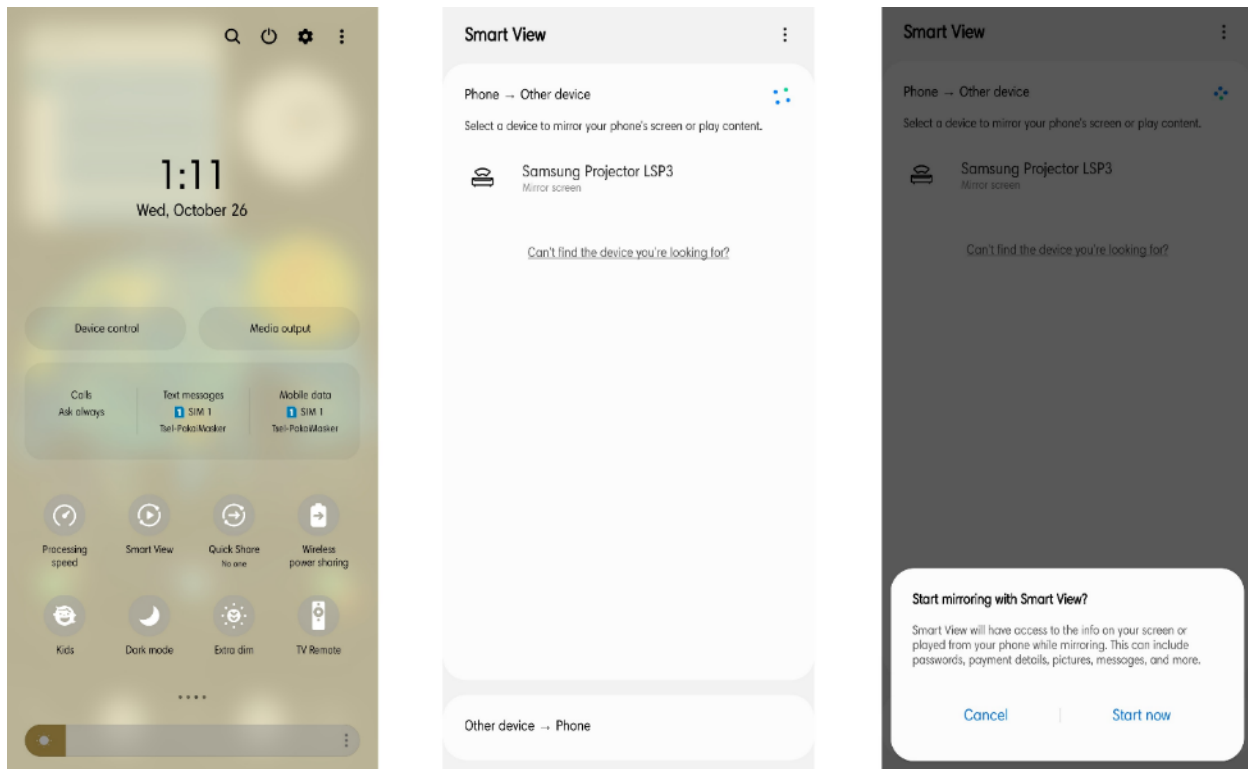 1:11
Wed, October 26
Device control
Media output
Calls
Ask always
Text messages
1 SIM 1
Tsel-PakaiMasker
Mobile data
1 SIM 1
Tsel-PakaiMasker
Processing
speed
Smart View
Quick Share
No one
Wireless
power sharing
Kids
Dark mode
Extra dim
TV Remote
Smart View
Phone → Other device
Select a device to mirror your phone's screen or play content.
Samsung Projector LSP3
Mirror screen
Can't find the device you're looking for?
Other device → Phone
Smart View
Phone → Other device
Select a device to mirror your phone's screen or play content.
Samsung Projector LSP3
Mirror screen
Can't find the device you're looking for?
Start mirroring with Smart View?
Smart View will have access to the info on your screen or
played from your phone while mirroring. This can include
passwords, payment details, pictures, messages, and more.
Cancel
Start now